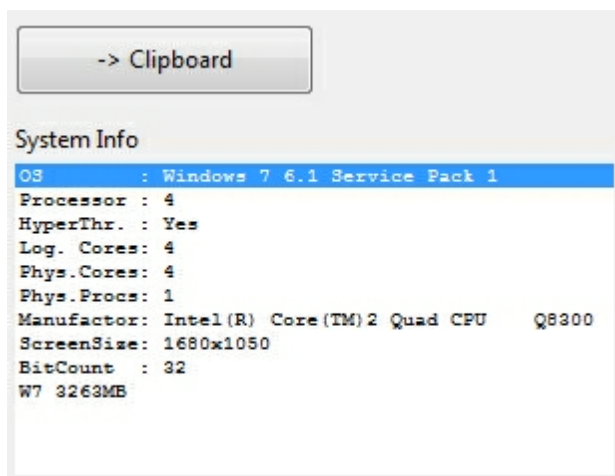 -> Clipboard
System Info
OS : Windows 7 6.1 Service Pack 1
Processor : 4
HyperThr. : Yes
Log. Cores: 4
Phys.Cores: 4
Phys.Procs: 1
Manufactor: Intel(R) Core(TM)2 Quad CPU Q8300
ScreenSize: 1680x1050
BitCount : 32
W7 3263MB